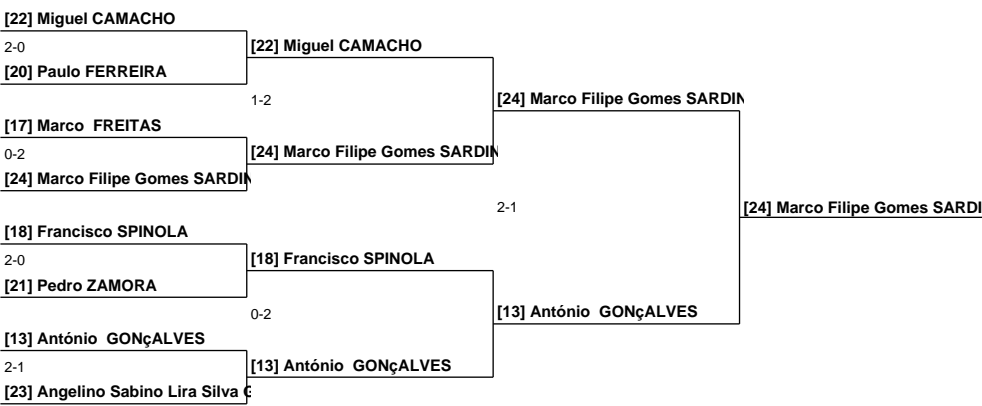 [22] Miguel CAMACHO
2-0
[22] Miguel CAMACHO
[20] Paulo FERREIRA
1-2
[24] Marco Filipe Gomes SARDIN
[17] Marco  FREITAS
0-2
[24] Marco Filipe Gomes SARDIN
[24] Marco Filipe Gomes SARDIN
2-1
[24] Marco Filipe Gomes SARDI
[18] Francisco SPINOLA
2-0
[18] Francisco SPINOLA
[21] Pedro ZAMORA
0-2
[13] António  GONçALVES
[13] António  GONçALVES
2-1
[13] António  GONçALVES
[23] Angelino Sabino Lira Silva G